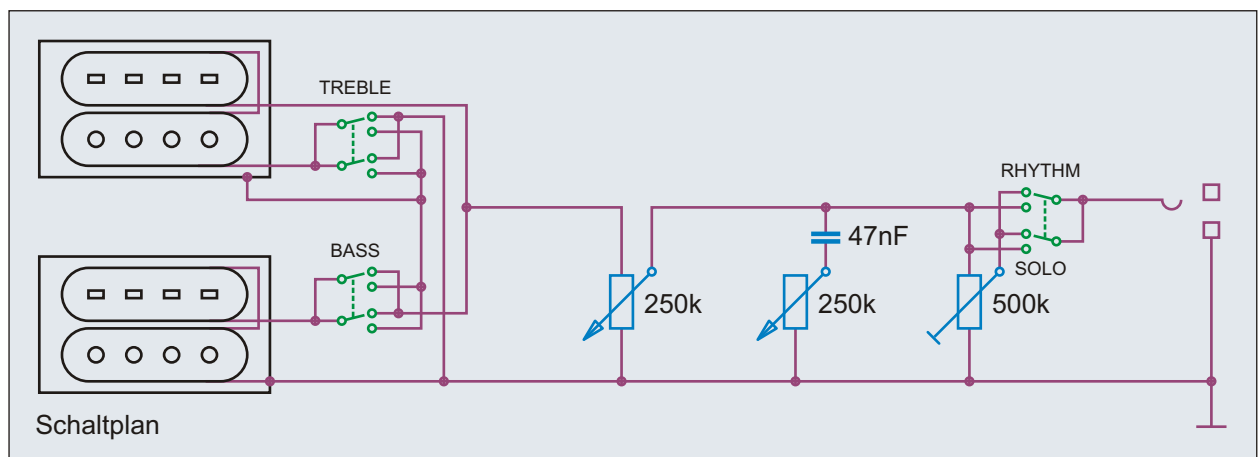 TREBLE
BASS
RHYTHM
SOLO
47nF
250k
250k
500k
Schaltplan